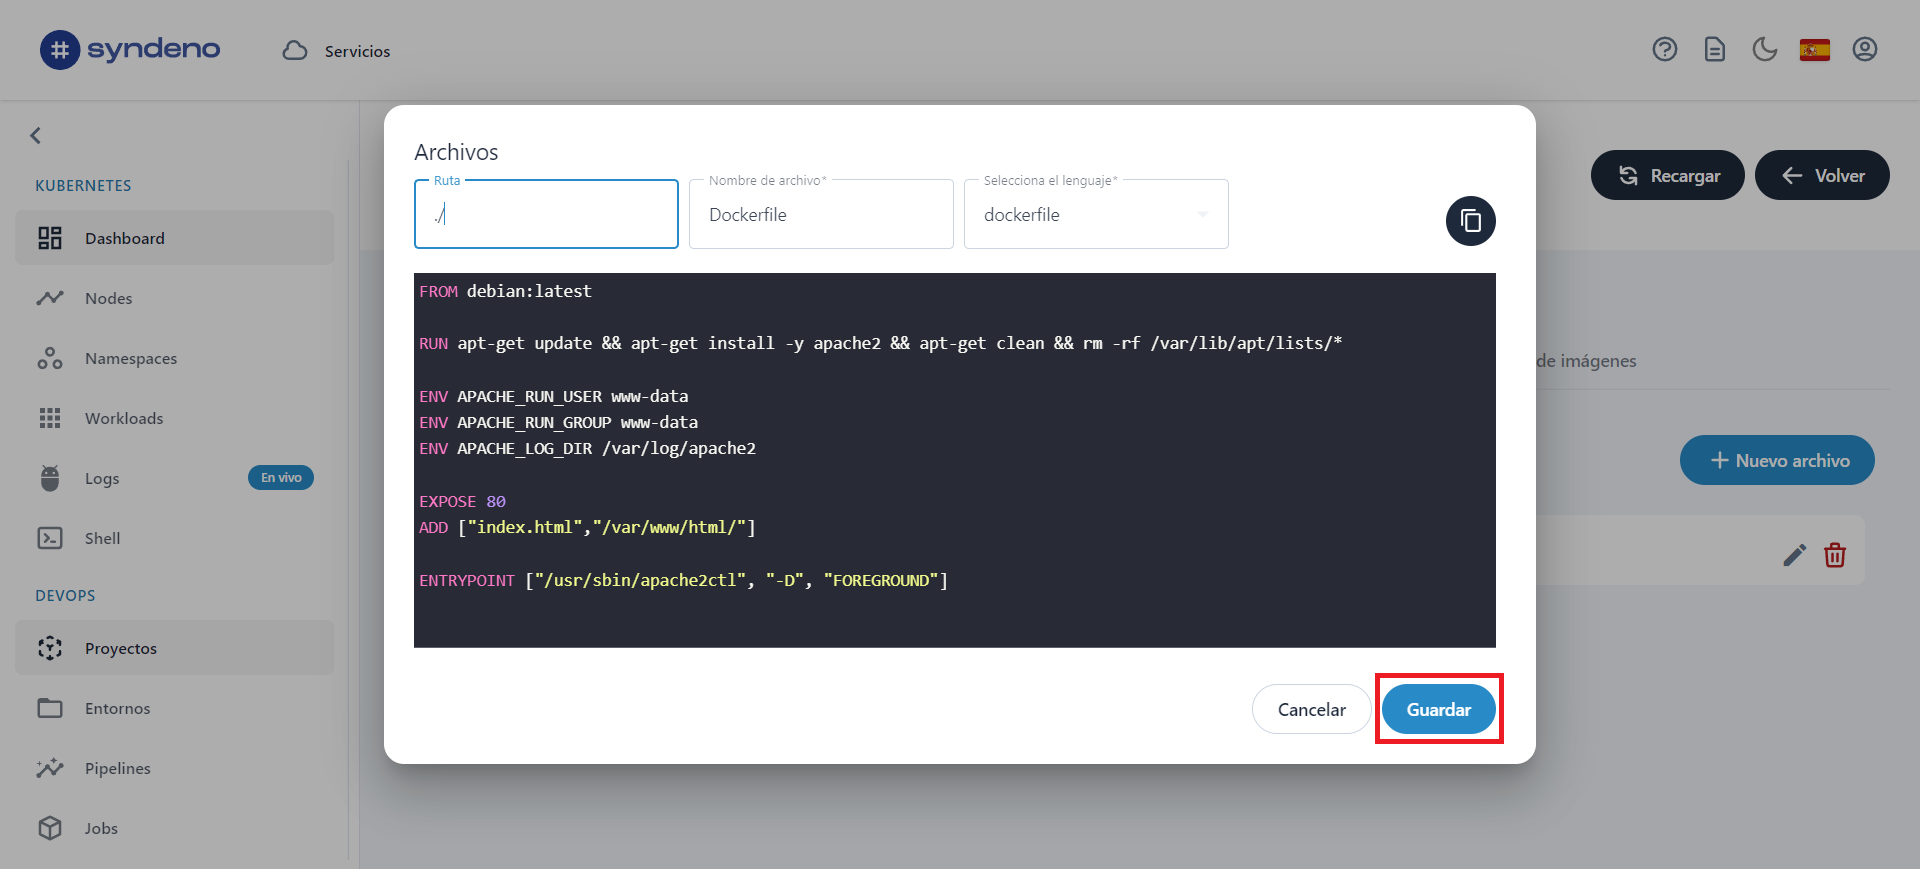 # syndeno
Servicios
KUBERNETES
Dashboard
Nodes
Namespaces
Workloads
Logs
En vivo
Shell
DEVOPS
Proyectos
Entornos
Pipelines
Jobs
Recargar
Volver
de imágenes
+ Nuevo archivo
Archivos
Ruta
./
Nombre de archivo*
Dockerfile
Selecciona el lenguaje*
dockerfile
FROM debian:latest
RUN apt-get update && apt-get install -y apache2 && apt-get clean && rm -rf /var/lib/apt/lists/*
ENV APACHE_RUN_USER www-data
ENV APACHE_RUN_GROUP www-data
ENV APACHE_LOG_DIR /var/log/apache2
EXPOSE 80
ADD ["index.html","/var/www/html/"]
ENTRYPOINT ["/usr/sbin/apache2ctl", "-D", "FOREGROUND"]
Cancelar
Guardar